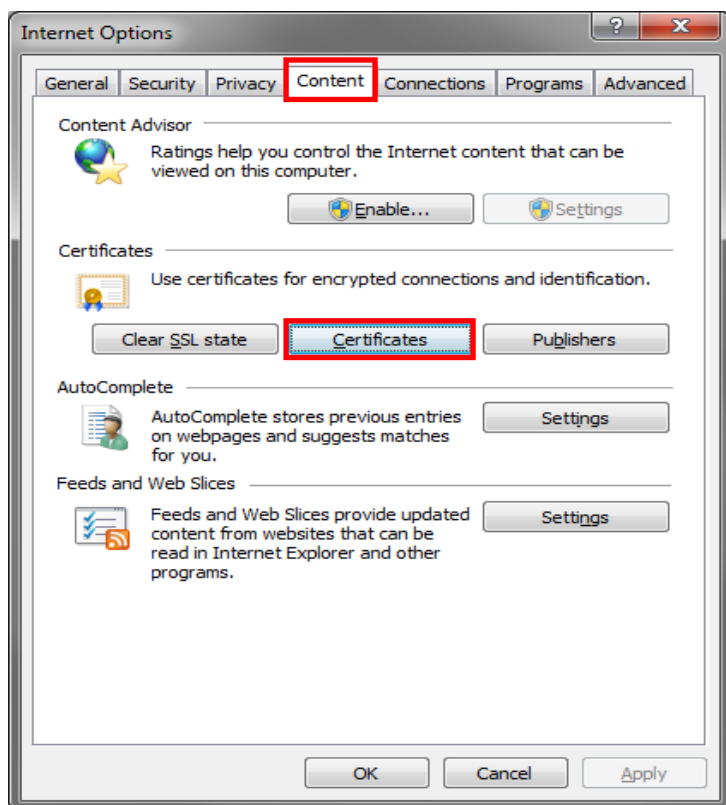 Internet Options
? X
General Security Privacy Content Connections Programs Advanced
Content Advisor
Ratings help you control the Internet content that can be
viewed on this computer.
Enable... Settings
Certificates
Use certificates for encrypted connections and identification.
Clear SSL state Certificates Publishers
AutoComplete
AutoComplete stores previous entries
on webpages and suggests matches
for you.
Settings
Feeds and Web Slices
Feeds and Web Slices provide updated
content from websites that can be
read in Internet Explorer and other
programs.
Settings
OK Cancel Apply